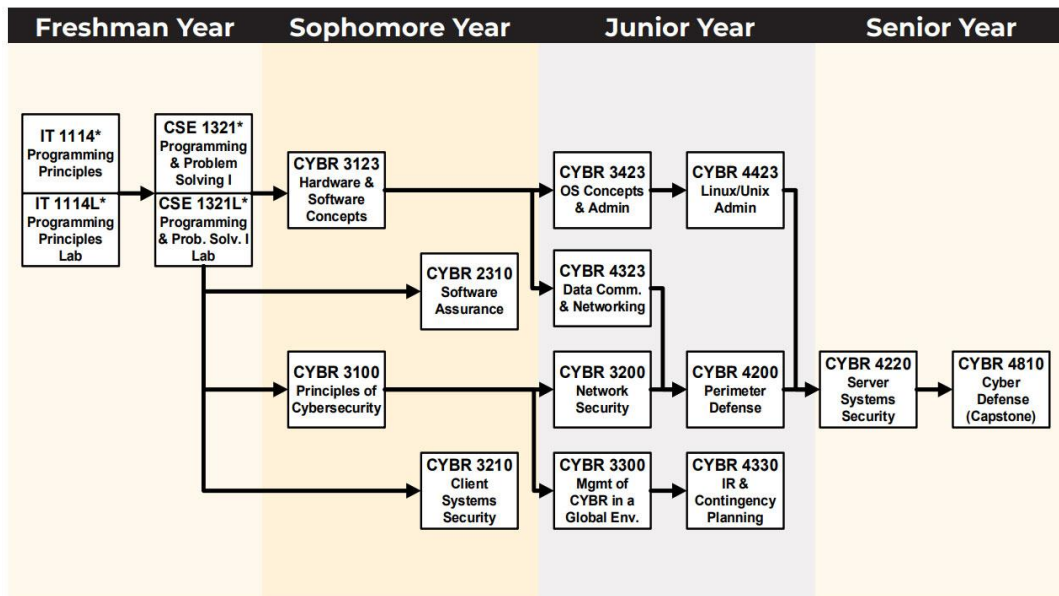 Freshman Year
Sophomore Year
Junior Year
Senior Year
IT 1114*
Programming
Principles
IT 1114L*
Programming
Principles
Lab
CSE 1321*
Programming
& Problem
Solving I
CSE 1321L*
Programming
& Prob. Solv. I
Lab
CYBR 3123
Hardware &
Software
Concepts
CYBR 3423
OS Concepts
& Admin
CYBR 4423
Linux/Unix
Admin
CYBR 2310
Software
Assurance
CYBR 4323
Data Comm.
& Networking
CYBR 3100
Principles of
Cybersecurity
CYBR 3200
Network
Security
CYBR 4200
Perimeter
Defense
CYBR 4220
Server
Systems
Security
CYBR 4810
Cyber
Defense
(Capstone)
CYBR 3210
Client
Systems
Security
CYBR 3300
Mgmt of
CYBR in a
Global Env.
CYBR 4330
IR &
Contingency
Planning